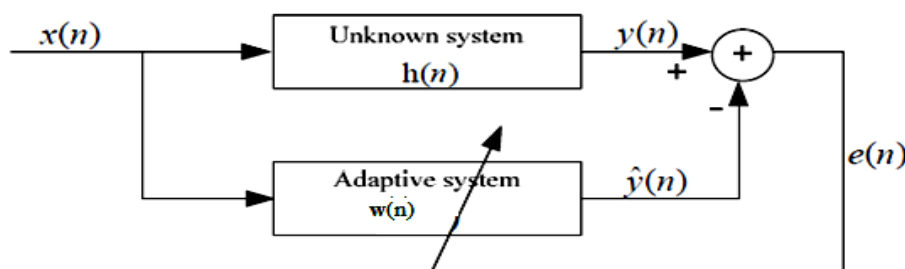 x(n)
Unknown system
h(n)
y(n)
+
+
-
Adaptive system
w(n)
ŷ(n)
e(n)